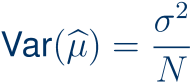 Var(μ̂) = σ²/N